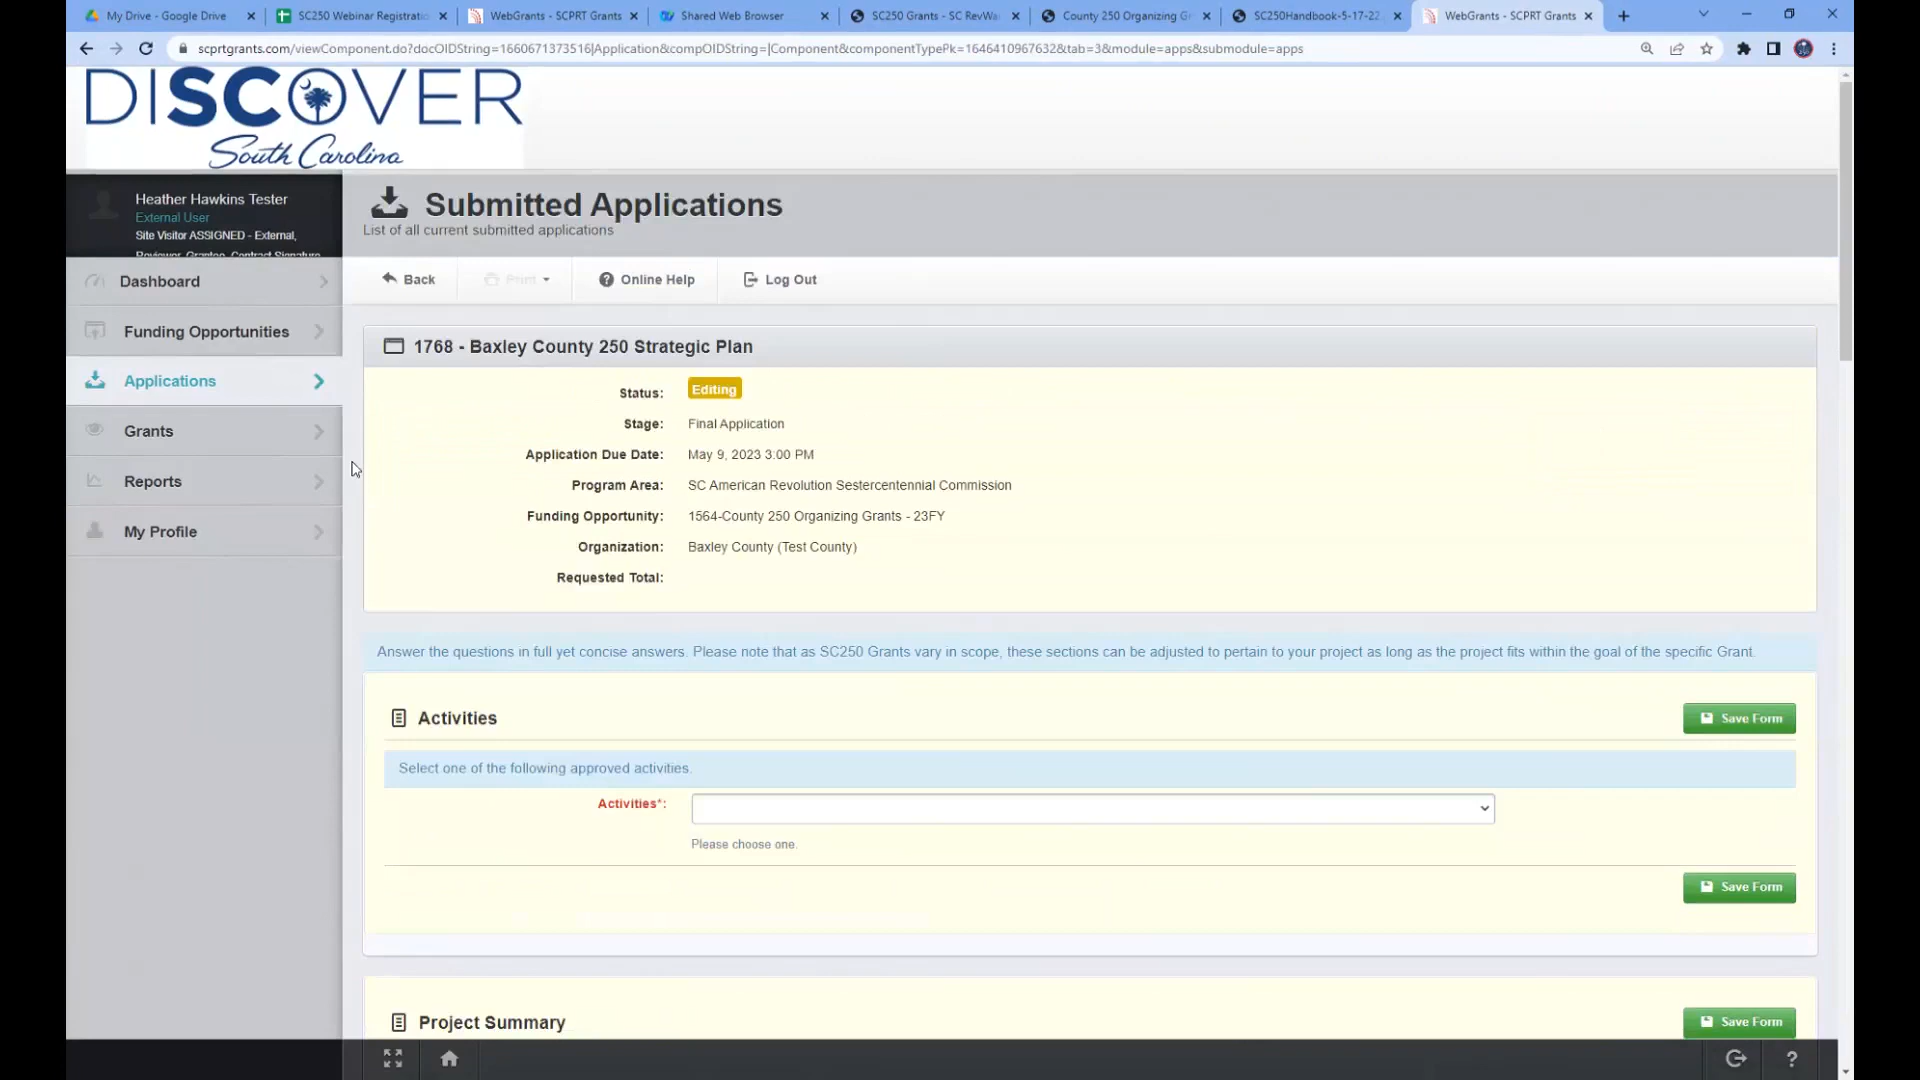 My Drive - Google Drive
SC250 Webinar Registratio
WebGrants - SCPRT Grants
Shared Web Browser
SC250 Grants - SC RevWa
County 250 Organizing Gr
SC250Handbook-5-17-22
WebGrants - SCPRT Grants
scprtgrants.com/viewComponent.do?docOIDString=1660671373516|Application&compOIDString=|Component&componentTypePk=1646410967632&tab=3&module=apps&submodule=apps
DISCOVER
South Carolina
Heather Hawkins Tester
External User
Site Visitor ASSIGNED - External,
Reviewer, Grantee, Contract Signature
Dashboard
Funding Opportunities
Applications
Grants
Reports
My Profile
Submitted Applications
List of all current submitted applications
Back
Print
Online Help
Log Out
1768 - Baxley County 250 Strategic Plan
Status: Editing
Stage: Final Application
Application Due Date: May 9, 2023 3:00 PM
Program Area: SC American Revolution Sestercentennial Commission
Funding Opportunity: 1564-County 250 Organizing Grants - 23FY
Organization: Baxley County (Test County)
Requested Total:
Answer the questions in full yet concise answers. Please note that as SC250 Grants vary in scope, these sections can be adjusted to pertain to your project as long as the project fits within the goal of the specific Grant.
Activities
Save Form
Select one of the following approved activities.
Activities*:
Please choose one.
Save Form
Project Summary
Save Form